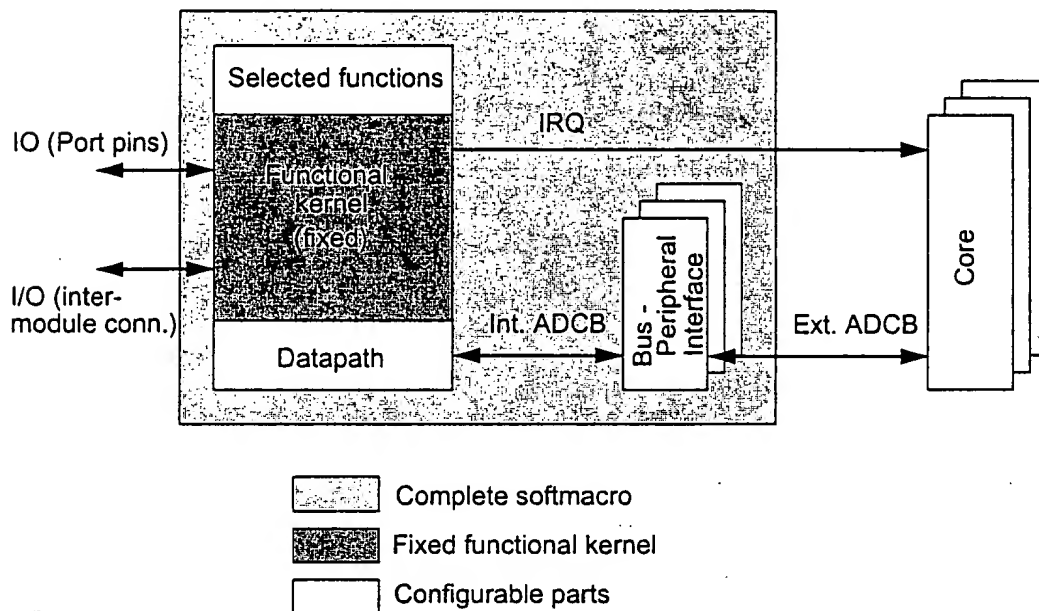 Selected functions
IO (Port pins)
IRQ
Functional
kernel
(fixed)
I/O (inter-
module conn.)
Int. ADCB
Bus -
Peripheral
Interface
Ext. ADCB
Core
Datapath
Complete softmacro
Fixed functional kernel
Configurable parts